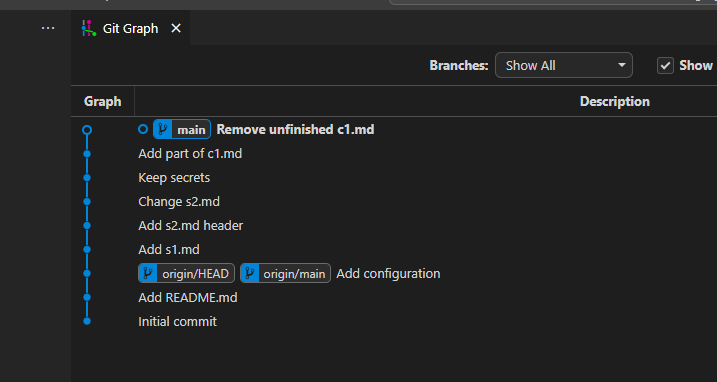 Git Graph
Branches: Show All Show
Graph Description
main Remove unfinished c1.md
Add part of c1.md
Keep secrets
Change s2.md
Add s2.md header
Add s1.md
origin/HEAD origin/main Add configuration
Add README.md
Initial commit